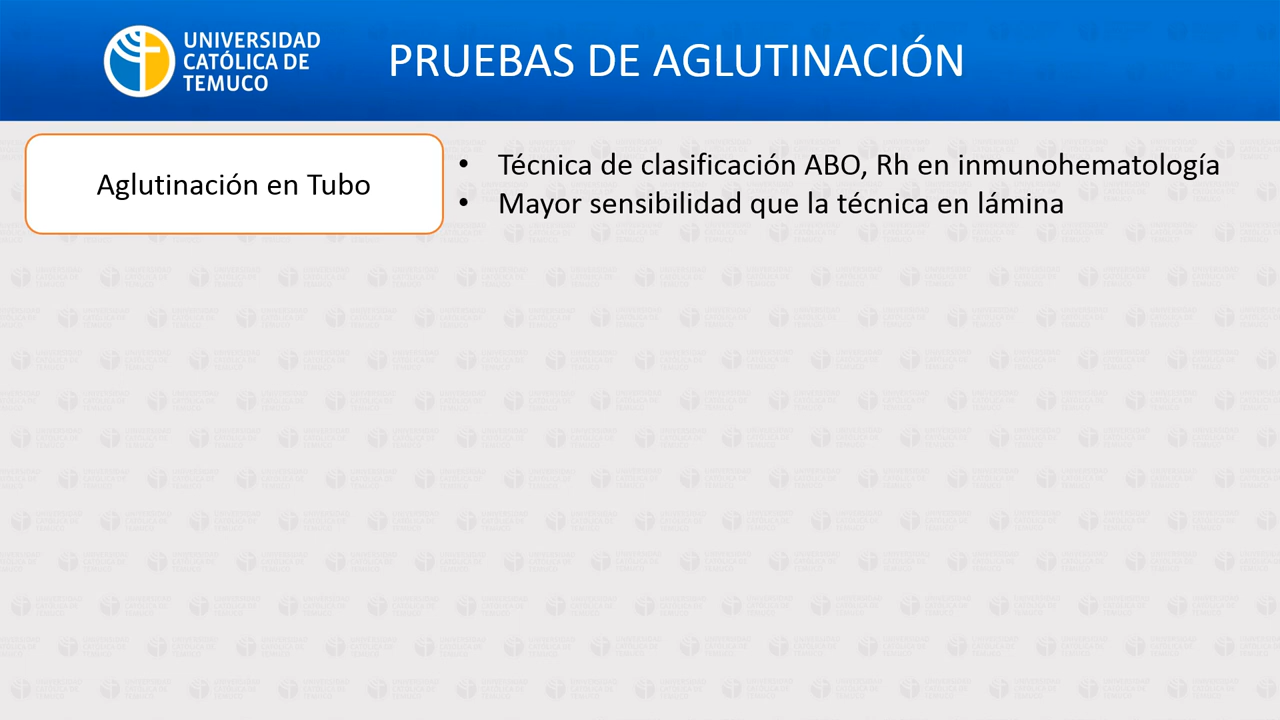 UNIVERSIDAD
CATÓLICA DE
TEMUCO
PRUEBAS DE AGLUTINACIÓN
Aglutinación en Tubo
• Técnica de clasificación ABO, Rh en inmunohematología
• Mayor sensibilidad que la técnica en lámina